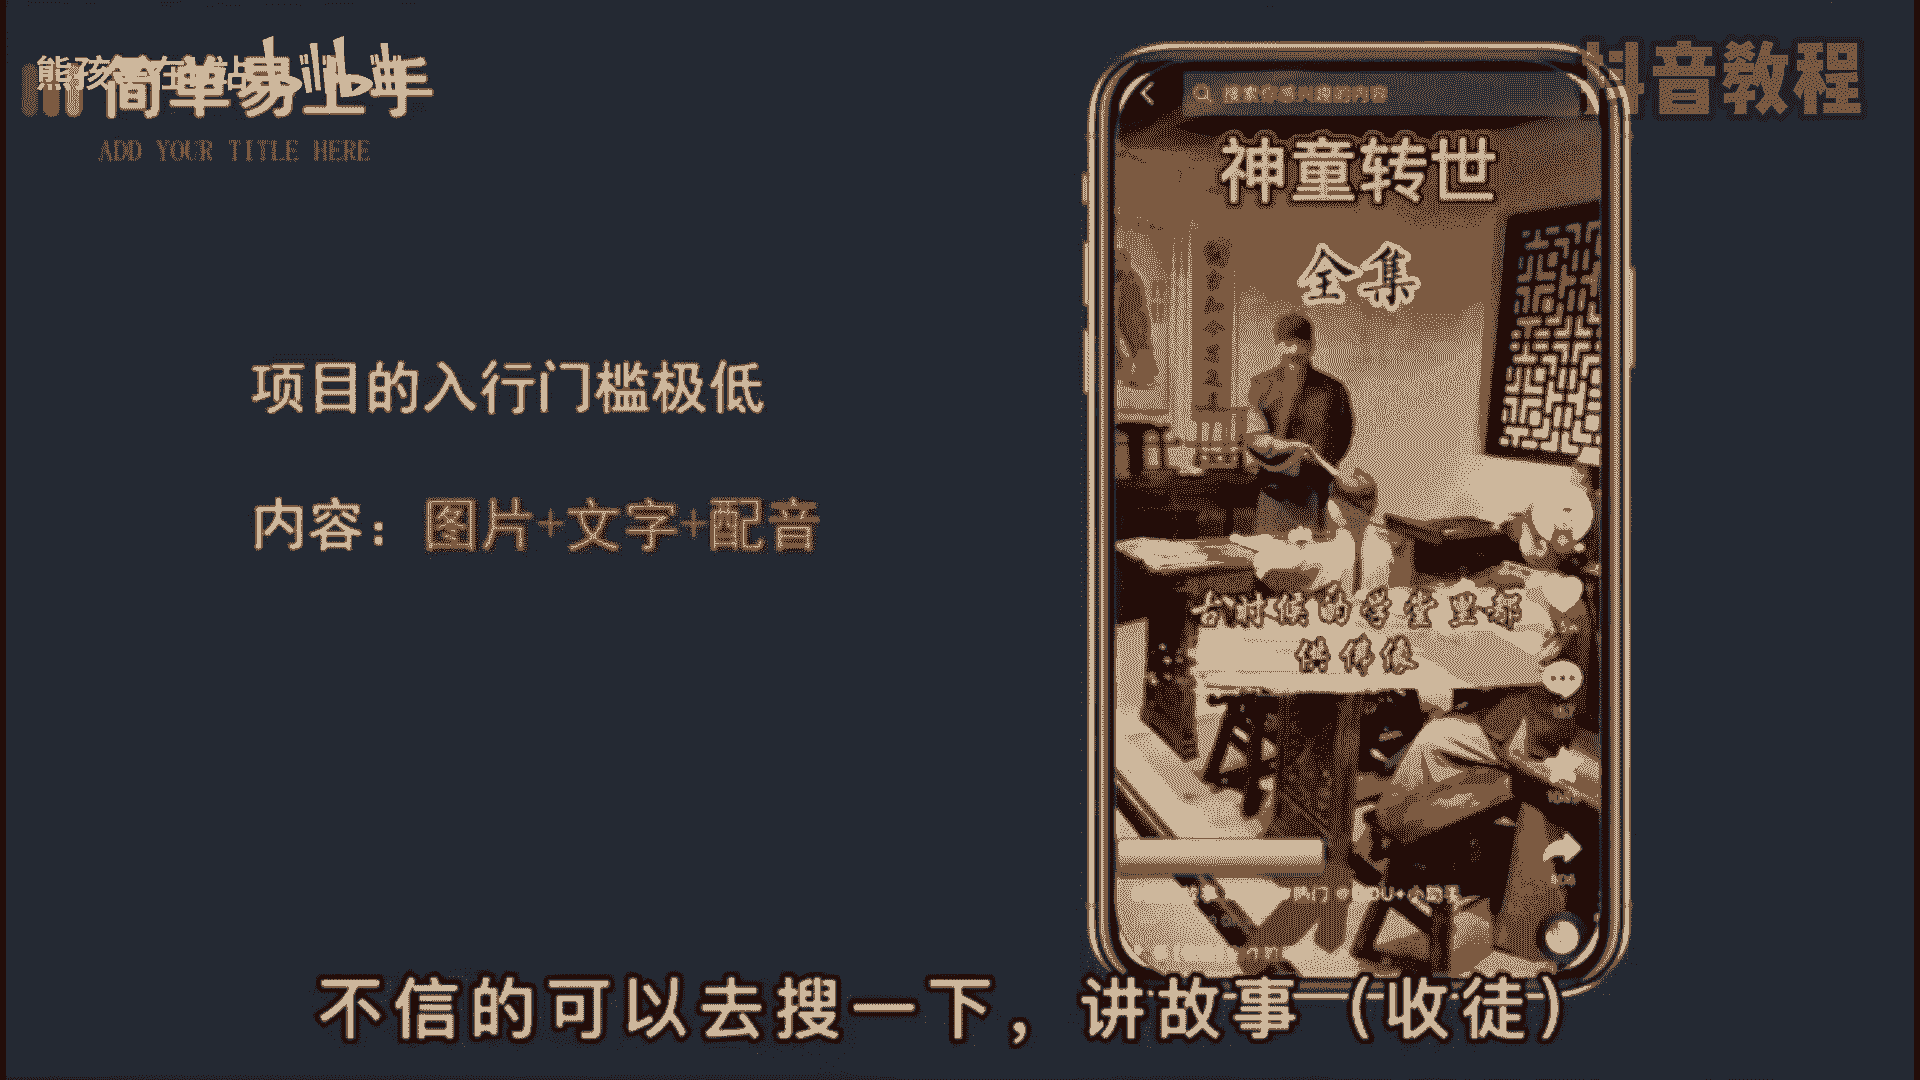 简单易上手
ADD YOUR TITLE HERE
抖音教程
项目的入行门槛极低
内容：图片+文字+配音
神童转世
全集
古时候的学堂里都
供佛像
不信的可以去搜一下，讲故事（收徒）